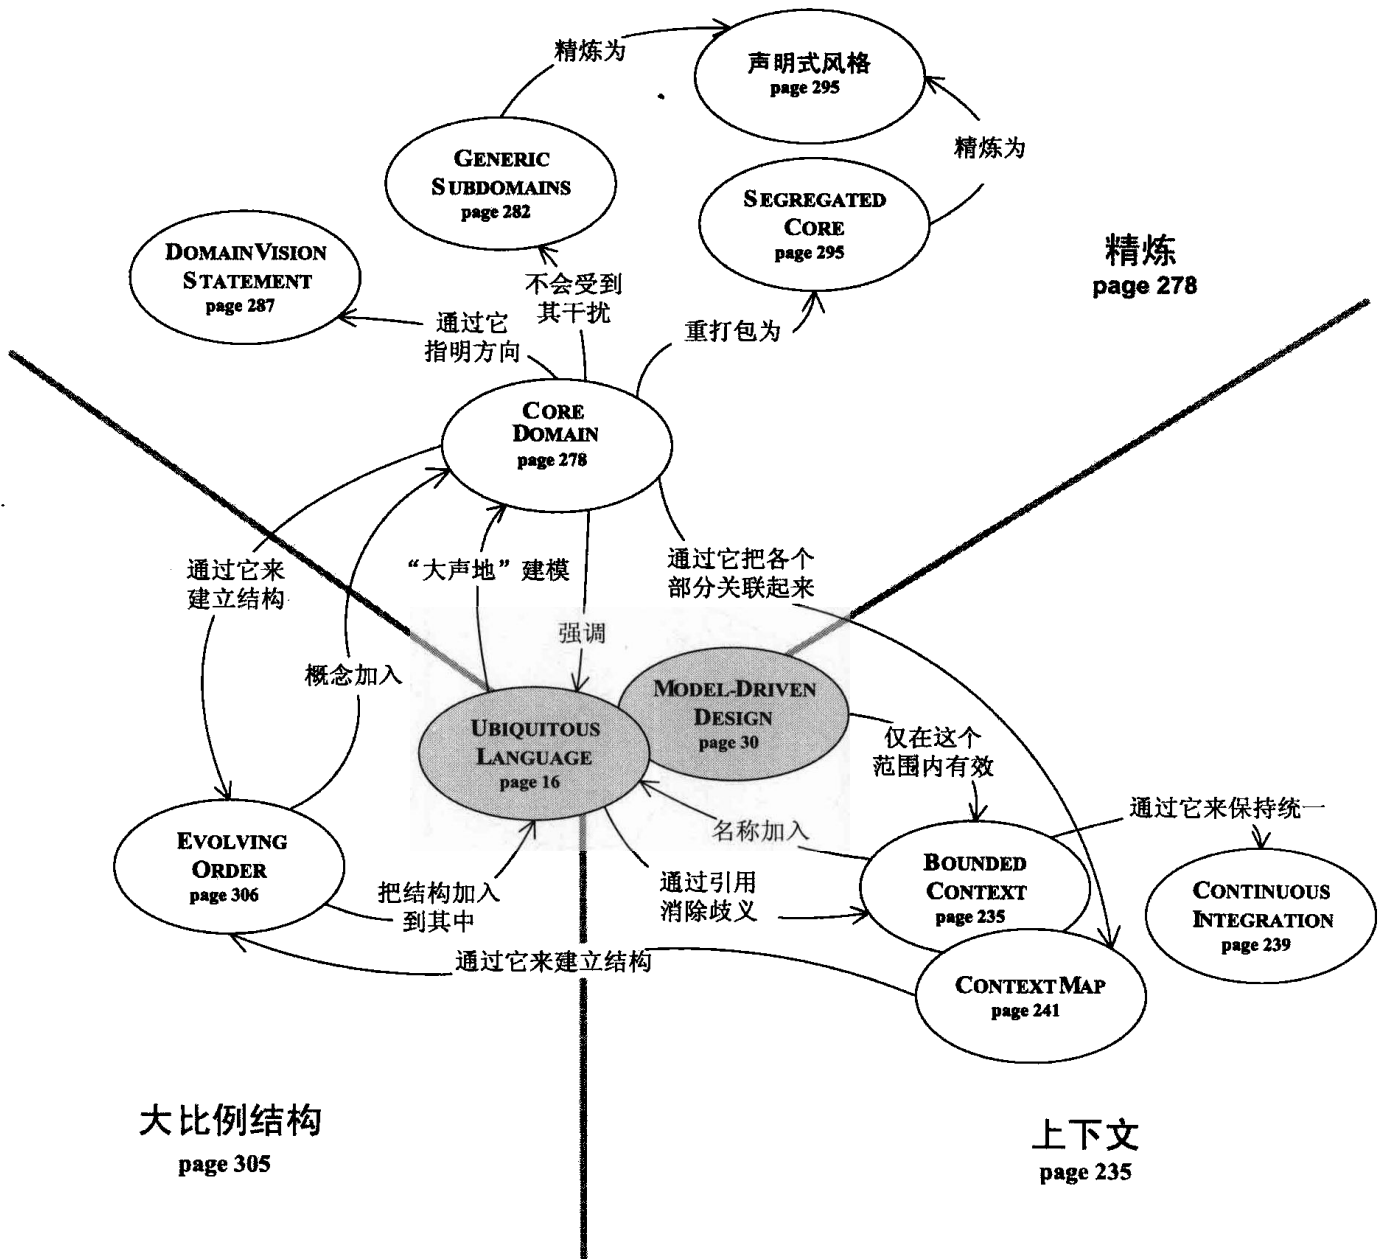 精炼为
声明式风格
page 295
精炼为
GENERIC
SUBDOMAINS
page 282
SEGREGATED
CORE
page 295
DOMAIN VISION
STATEMENT
page 287
精炼
page 278
不会受到
其干扰
通过它
指明方向
重打包为
CORE
DOMAIN
page 278
通过它来
建立结构
“大声地”建模
通过它把各个
部分关联起来
强调
概念加入
MODEL-DRIVEN
DESIGN
page 30
UBIQUITOUS
LANGUAGE
page 16
仅在这个
范围内有效
名称加入
通过它来保持统一
EVOLVING
ORDER
page 306
把结构加入
到其中
通过引用
消除歧义
BOUNDED
CONTEXT
page 235
CONTINUOUS
INTEGRATION
page 239
通过它来建立结构
CONTEXT MAP
page 241
大比例结构
page 305
上下文
page 235